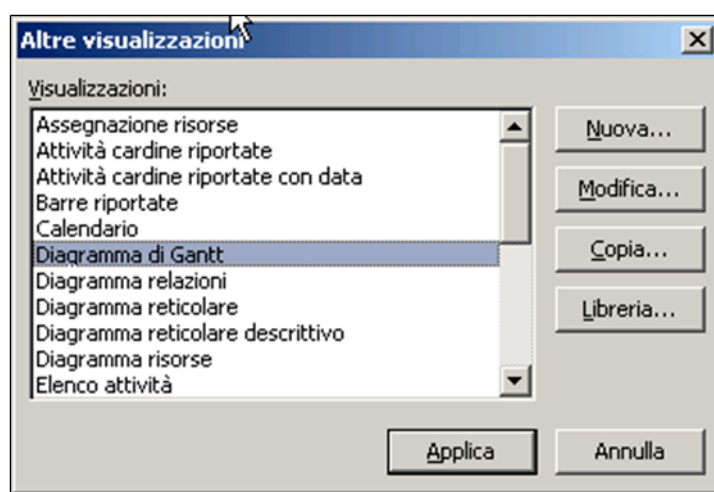 Altre visualizzazioni
Visualizzazioni:
Assegnazione risorse
Attività cardine riportate
Attività cardine riportate con data
Barre riportate
Calendario
Diagramma di Gantt
Diagramma relazioni
Diagramma reticolare
Diagramma reticolare descrittivo
Diagramma risorse
Elenco attività
Nuova...
Modifica...
Copia...
Libreria...
Applica
Annulla